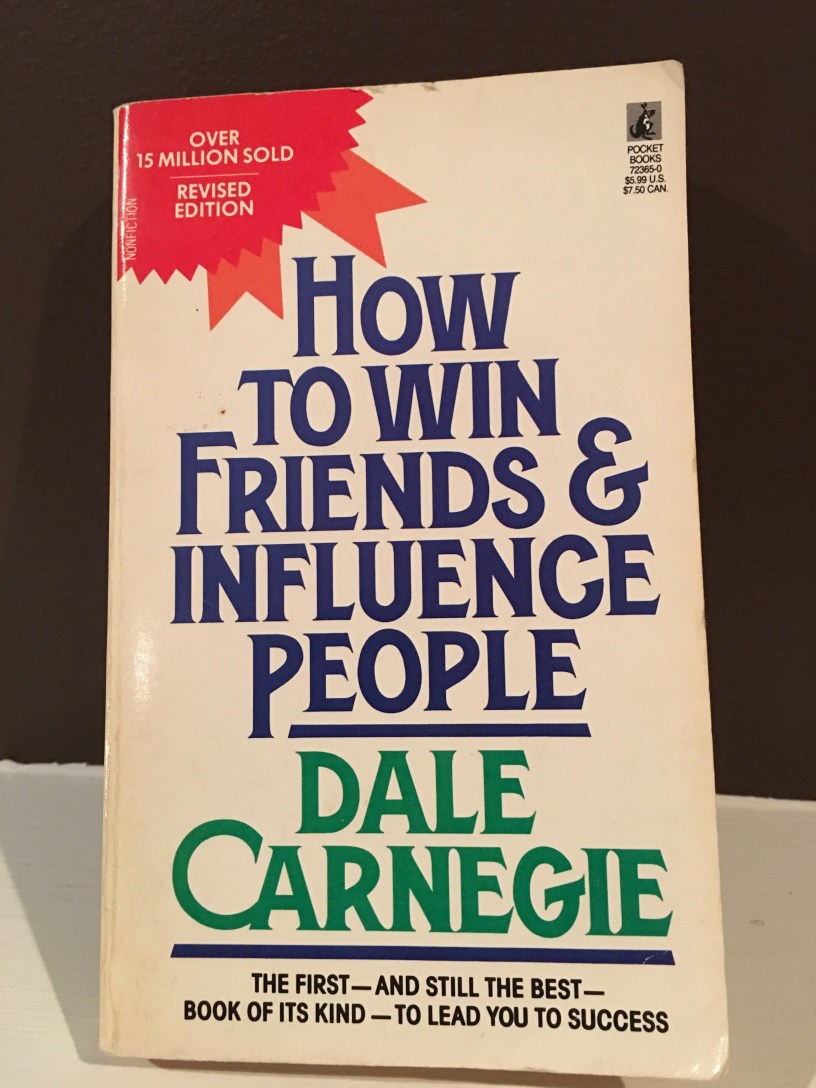 OVER
15 MILLION SOLD
REVISED
EDITION
NONFICTION
POCKET
BOOKS
72365-0
$5.99 U.S.
$7.50 CAN.
HOW
TO WIN
FRIENDS &
INFLUENCE
PEOPLE
DALE
CARNEGIE
THE FIRST—AND STILL THE BEST—
BOOK OF ITS KIND—TO LEAD YOU TO SUCCESS